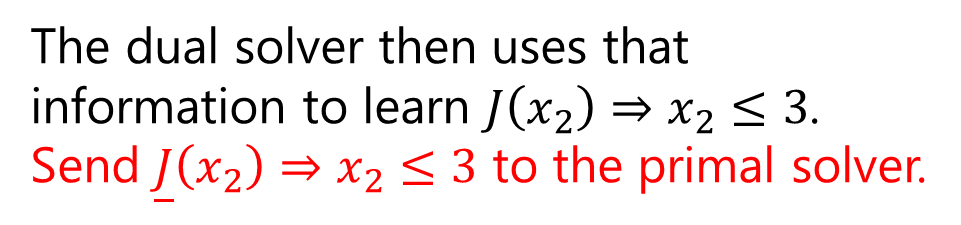 The dual solver then uses that
information to learn 𝐽(𝑥₂) ⇒ 𝑥₂ ≤ 3.
Send 𝐽(𝑥₂) ⇒ 𝑥₂ ≤ 3 to the primal solver.